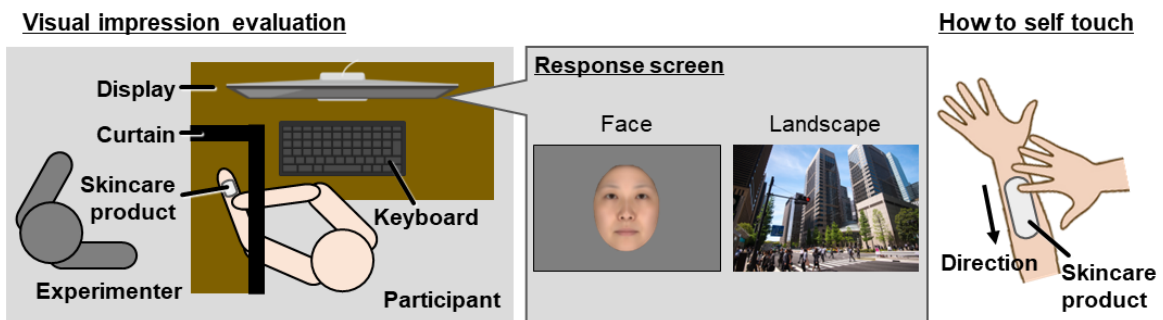 Visual impression evaluation
How to self touch
Display
Curtain
Skincare
product
Experimenter
Keyboard
Participant
Response screen
Face
Landscape
Direction
Skincare
product